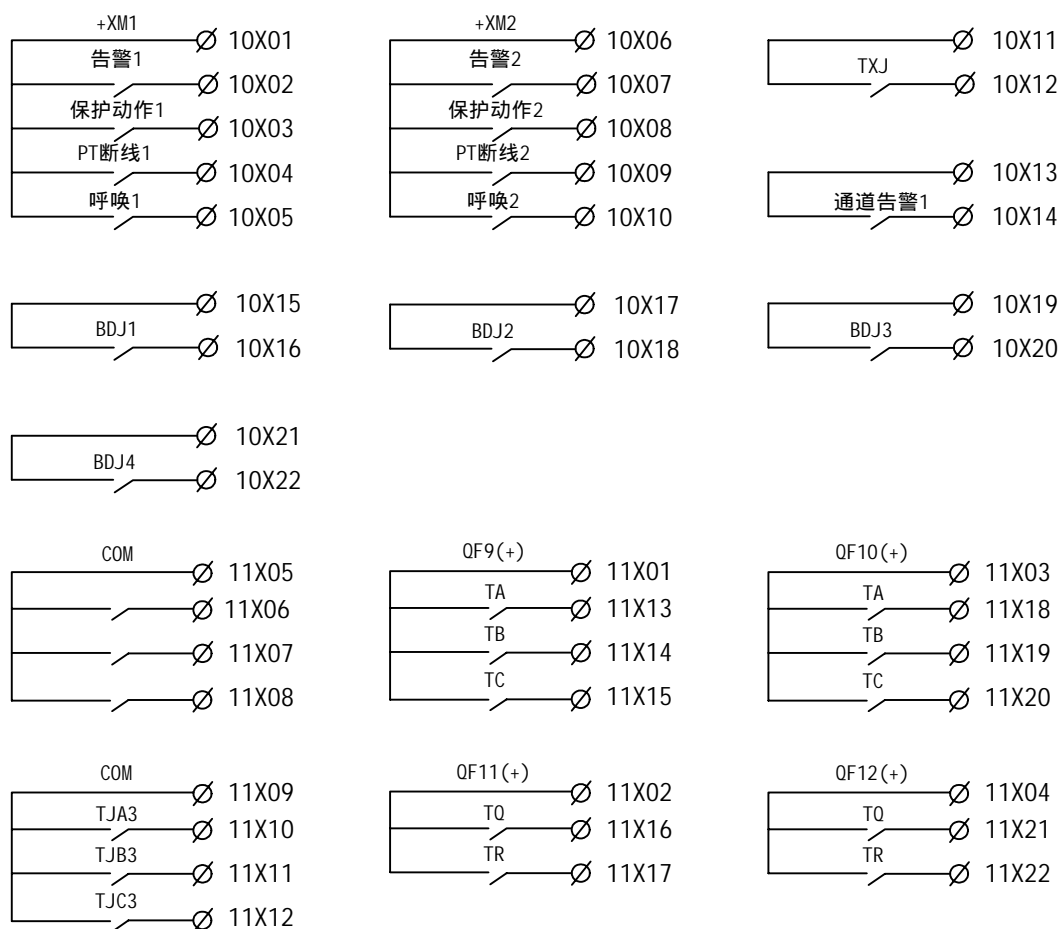 +XM1
10X01
告警1
10X02
保护动作1
10X03
PT断线1
10X04
呼唤1
10X05
+XM2
10X06
告警2
10X07
保护动作2
10X08
PT断线2
10X09
呼唤2
10X10
10X11
TXJ
10X12
10X13
通道告警1
10X14
10X15
BDJ1
10X16
10X17
BDJ2
10X18
10X19
BDJ3
10X20
10X21
BDJ4
10X22
COM
11X05
11X06
11X07
11X08
QF9(+)
11X01
TA
11X13
TB
11X14
TC
11X15
QF10(+)
11X03
TA
11X18
TB
11X19
TC
11X20
COM
11X09
TJA3
11X10
TJB3
11X11
TJC3
11X12
QF11(+)
11X02
TQ
11X16
TR
11X17
QF12(+)
11X04
TQ
11X21
TR
11X22